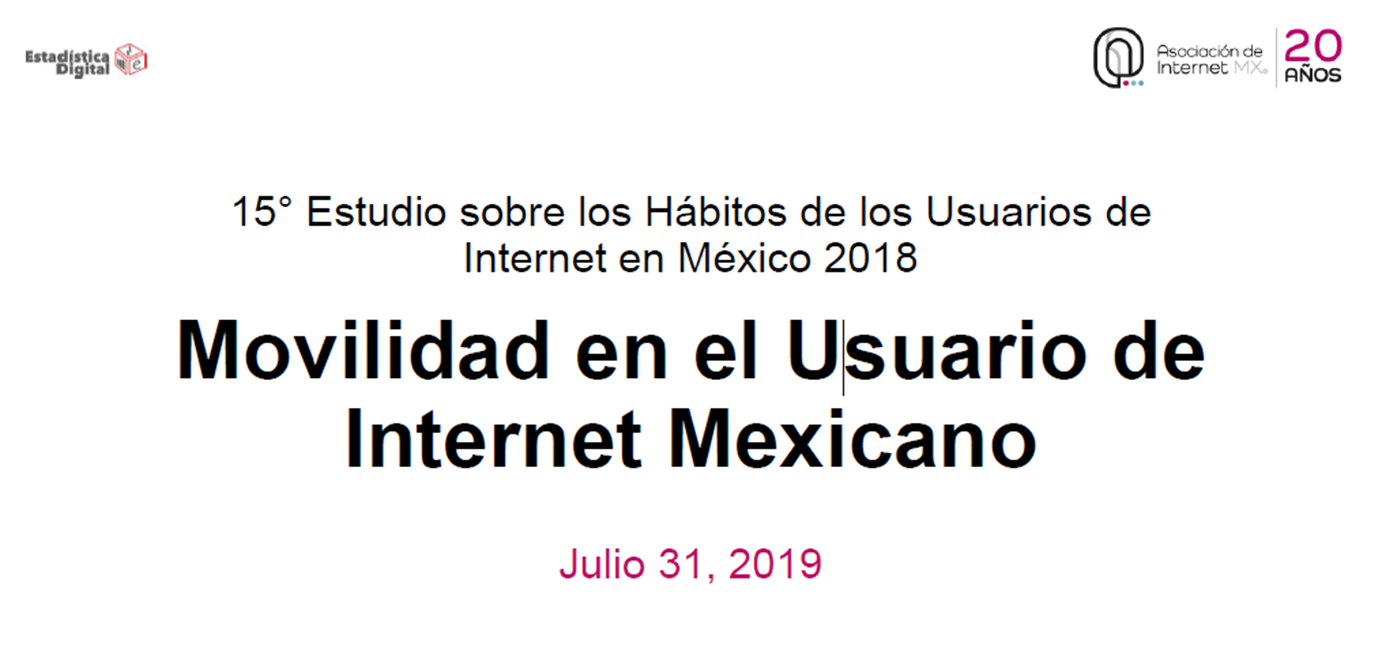 Estadística
Digital
Asociación de
Internet MX
20
AÑOS
15° Estudio sobre los Hábitos de los Usuarios de
Internet en México 2018
Movilidad en el Usuario de
Internet Mexicano
Julio 31, 2019